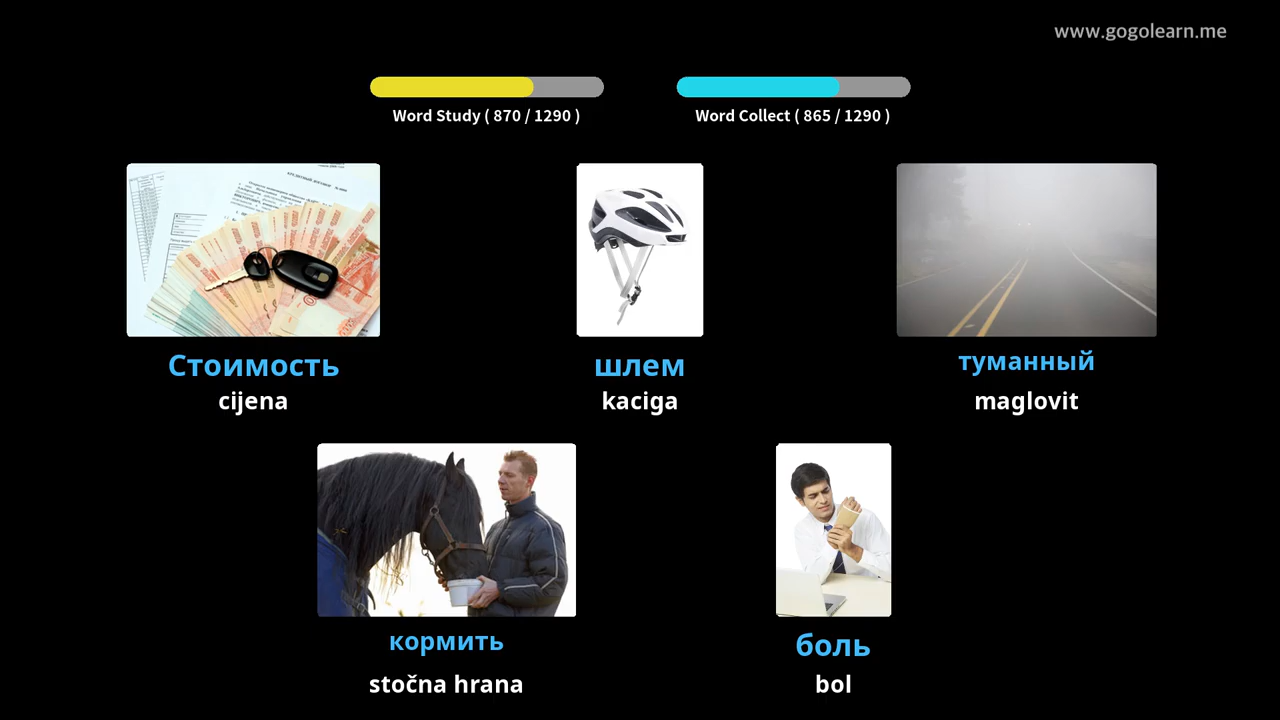 www.gogolearn.me
Word Study ( 870 / 1290 )
Word Collect ( 865 / 1290 )
Стоимость
cijena
шлем
kaciga
туманный
maglovit
кормить
stočna hrana
боль
bol